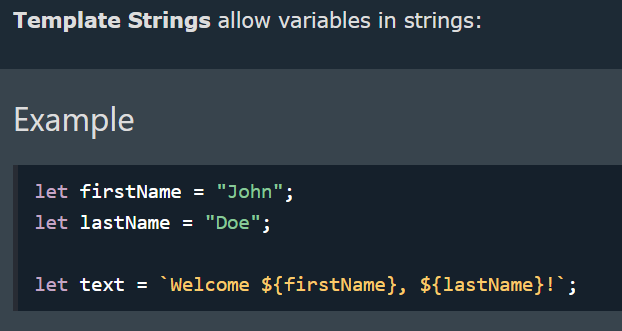 Template Strings allow variables in strings:
Example
let firstName = "John";
let lastName = "Doe";
let text = `Welcome ${firstName}, ${lastName}!`;